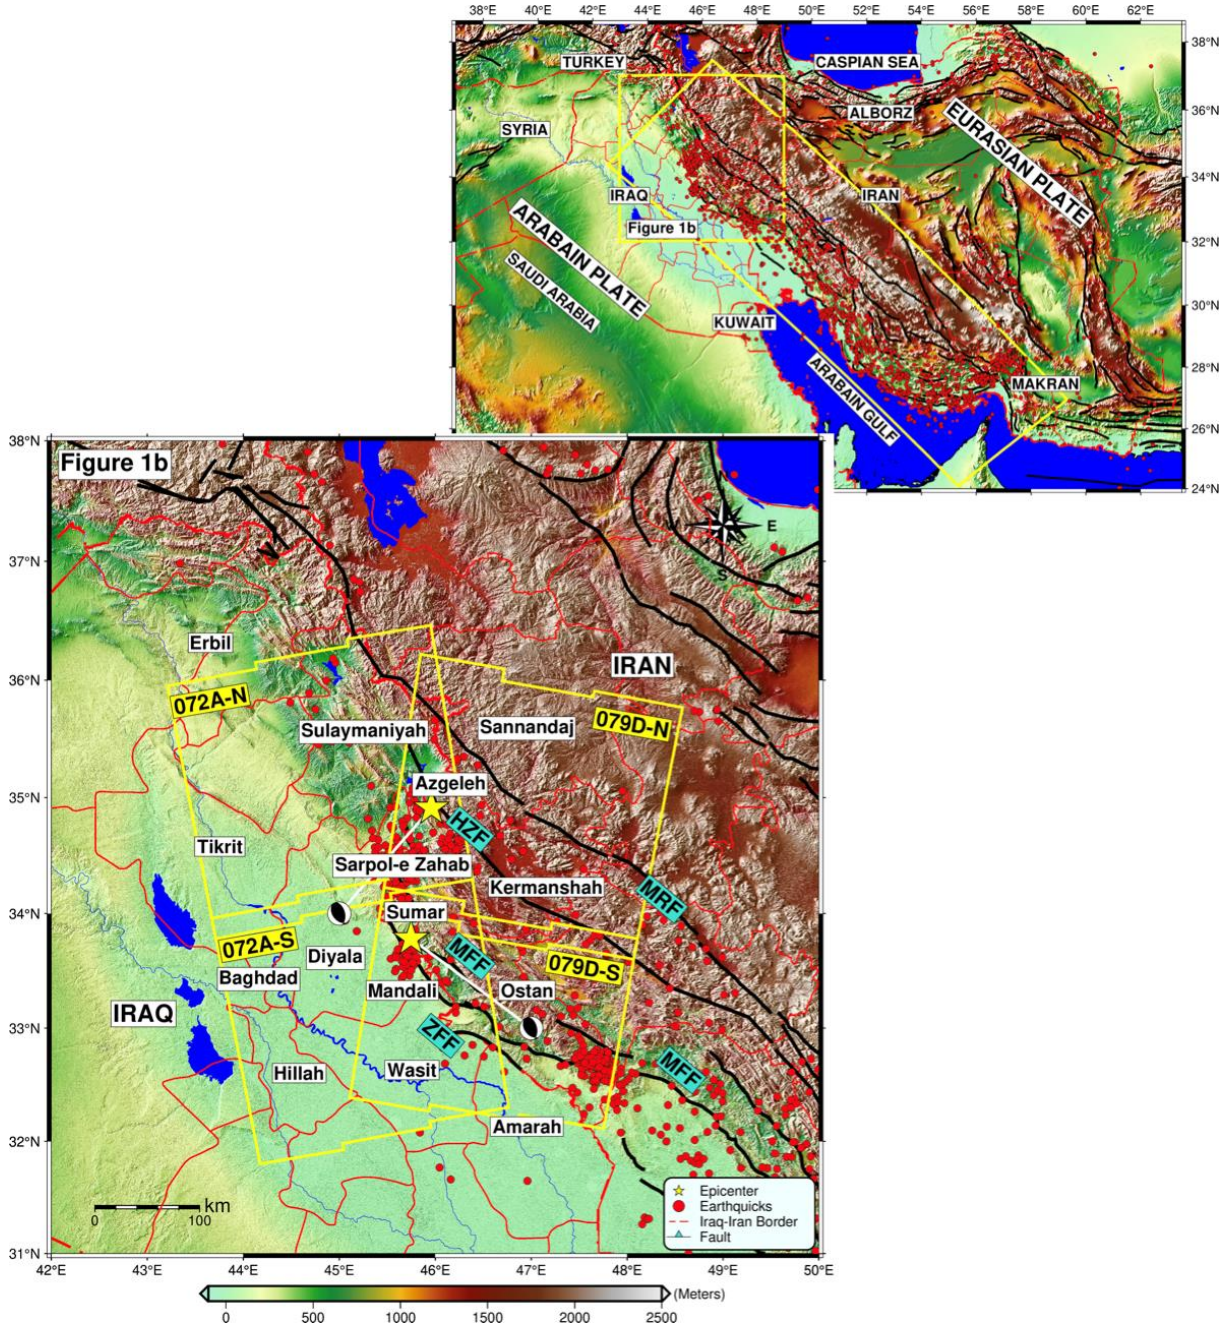 38°E 40°E 42°E 44°E 46°E 48°E 50°E 52°E 54°E 56°E 58°E 60°E 62°E
38°N
TURKEY
CASPIAN SEA
36°N
ALBORZ
EURASIAN PLATE
SYRIA
34°N
IRAQ
IRAN
ARABAIN PLATE
Figure 1b
32°N
SAUDI ARABIA
30°N
KUWAIT
28°N
ARABAIN GULF
MAKRAN
26°N
24°N
38°N
Figure 1b
N
E
S
37°N
Erbil
IRAN
36°N
072A-N
079D-N
Sulaymaniyah
Sannandaj
Azgeleh
35°N
HZF
Tikrit
Sarpol-e Zahab
Kermanshah
MRF
34°N
Sumar
072A-S
Diyala
MFF
079D-S
Baghdad
Mandali
Ostan
IRAQ
33°N
ZFF
MFF
Hillah
Wasit
Amarah
32°N
km
0 100
Epicenter
Earthquicks
Iraq-Iran Border
Fault
31°N
42°E 43°E 44°E 45°E 46°E 47°E 48°E 49°E 50°E
(Meters)
0 500 1000 1500 2000 2500